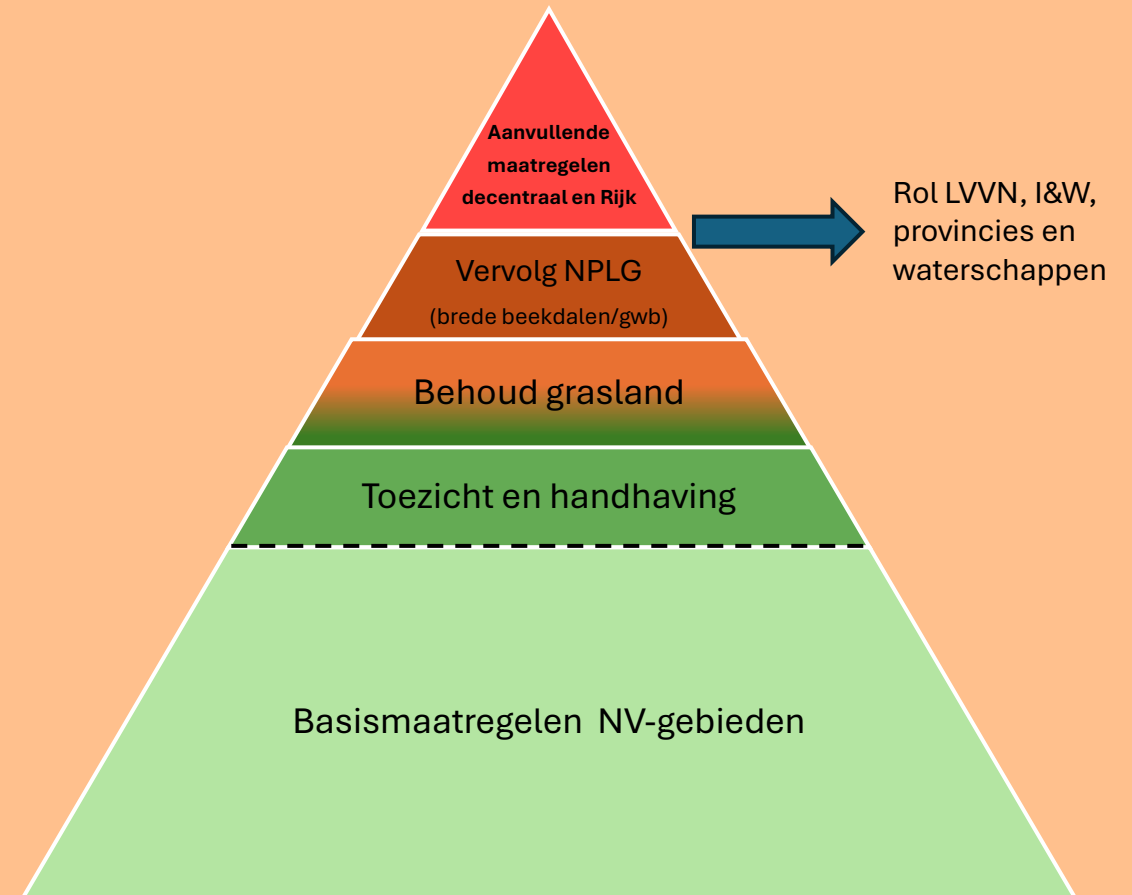 Aanvullende
maatregelen
decentraal en Rijk
Rol LVVN, I&W,
provincies en
waterschappen
Vervolg NPLG
(brede beekdalen/gwb)
Behoud grasland
Toezicht en handhaving
Basismaatregelen NV-gebieden